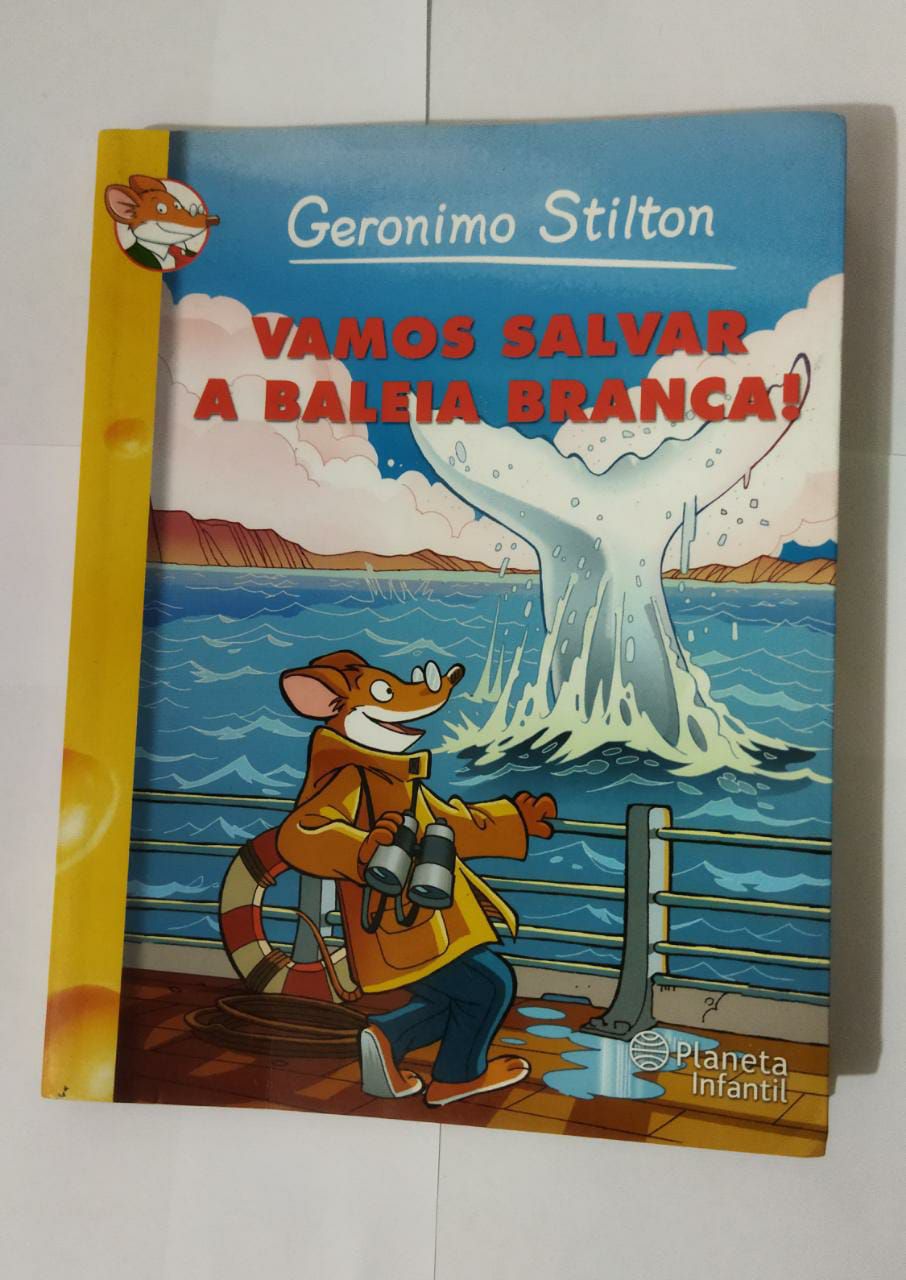 Geronimo Stilton
VAMOS SALVAR
A BALEIA BRANCA!
Planeta
Infantil